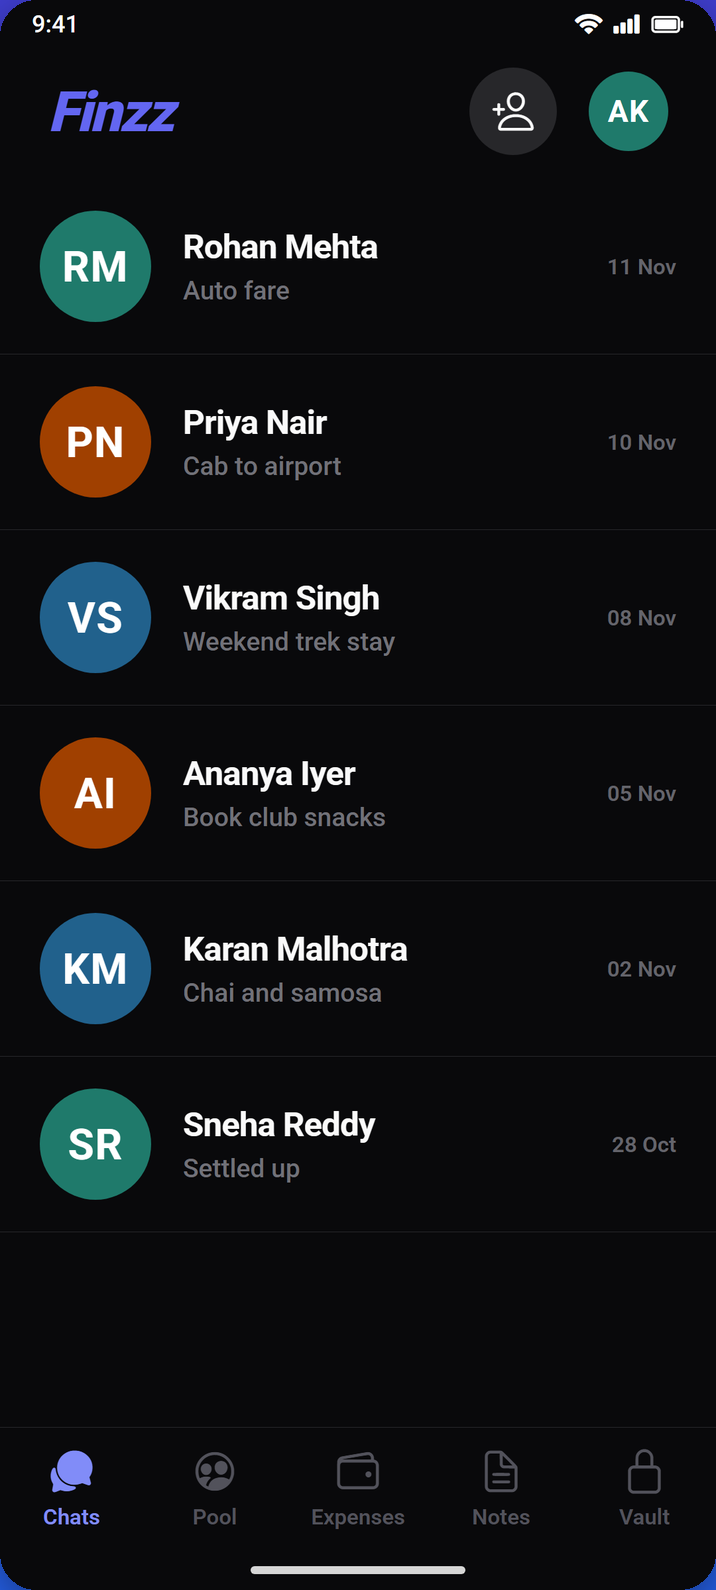 9:41
Finzz
AK
RM
Rohan Mehta
Auto fare
11 Nov
PN
Priya Nair
Cab to airport
10 Nov
VS
Vikram Singh
Weekend trek stay
08 Nov
AI
Ananya Iyer
Book club snacks
05 Nov
KM
Karan Malhotra
Chai and samosa
02 Nov
SR
Sneha Reddy
Settled up
28 Oct
Chats
Pool
Expenses
Notes
Vault